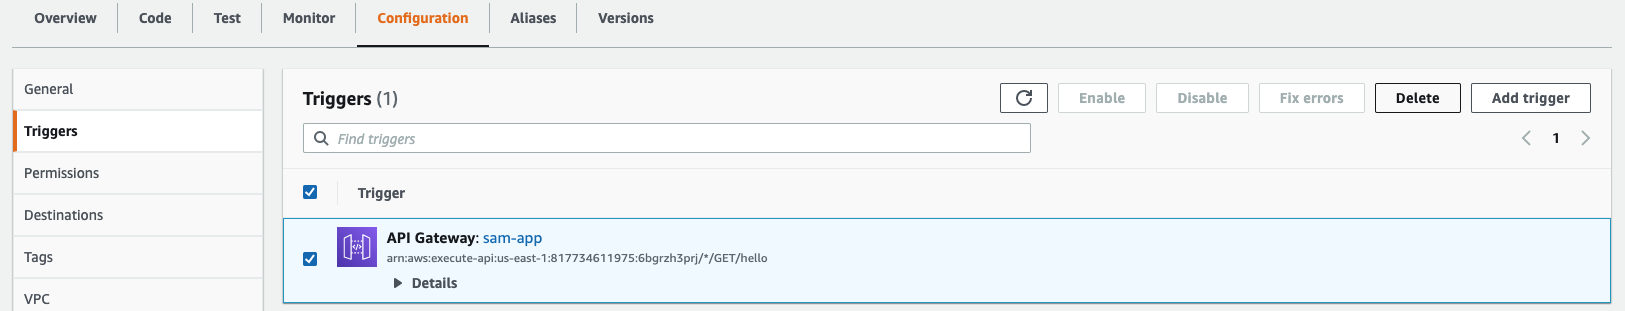 Overview Code Test Monitor Configuration Aliases Versions
General
Triggers
Permissions
Destinations
Tags
VPC
Triggers (1)
Enable Disable Fix errors Delete Add trigger
Find triggers
1
Trigger
API Gateway: sam-app
arn:aws:execute-api:us-east-1:817734611975:6bgrzh3prj/*/GET/hello
Details